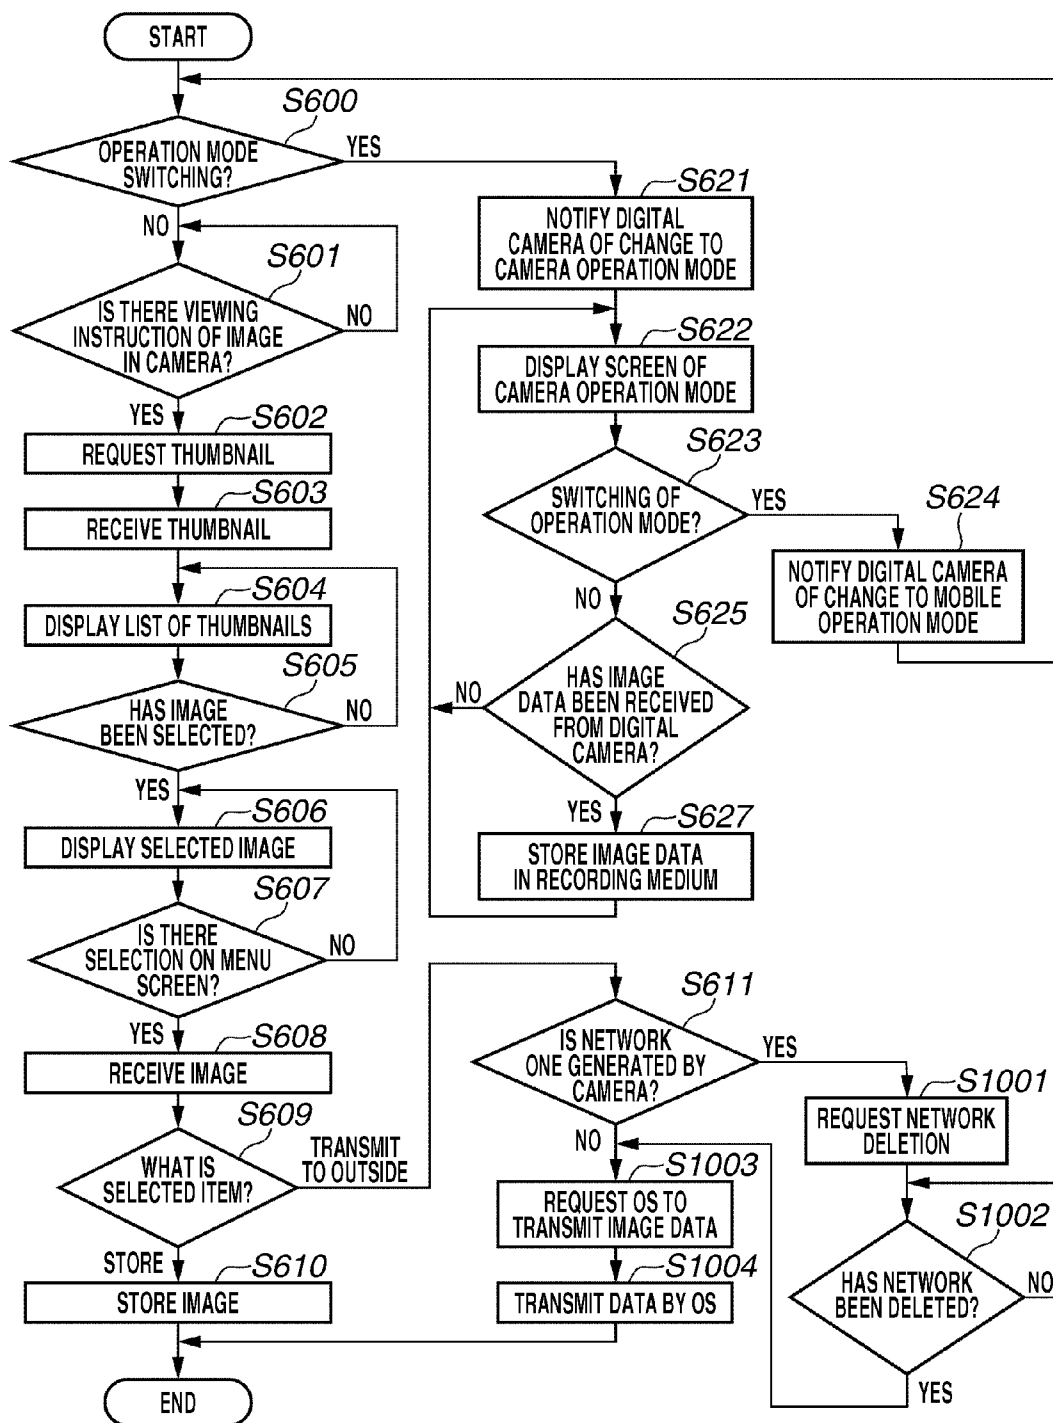 START
S600
OPERATION MODE
SWITCHING?
YES
NO
S601
IS THERE VIEWING
INSTRUCTION OF IMAGE
IN CAMERA?
NO
YES
S602
REQUEST THUMBNAIL
S603
RECEIVE THUMBNAIL
S604
DISPLAY LIST OF THUMBNAILS
S605
HAS IMAGE
BEEN SELECTED?
NO
YES
S606
DISPLAY SELECTED IMAGE
S607
IS THERE
SELECTION ON MENU
SCREEN?
NO
YES
S608
RECEIVE IMAGE
S609
WHAT IS
SELECTED ITEM?
TRANSMIT
TO OUTSIDE
STORE
S610
STORE IMAGE
END
S621
NOTIFY DIGITAL
CAMERA OF CHANGE TO
CAMERA OPERATION MODE
S622
DISPLAY SCREEN OF
CAMERA OPERATION MODE
S623
SWITCHING OF
OPERATION MODE?
YES
NO
S624
NOTIFY DIGITAL CAMERA
OF CHANGE TO MOBILE
OPERATION MODE
S625
HAS IMAGE
DATA BEEN RECEIVED
FROM DIGITAL
CAMERA?
NO
YES
S627
STORE IMAGE DATA
IN RECORDING MEDIUM
S611
IS NETWORK
ONE GENERATED BY
CAMERA?
YES
NO
S1001
REQUEST NETWORK
DELETION
S1002
HAS NETWORK
BEEN DELETED?
NO
YES
S1003
REQUEST OS TO
TRANSMIT IMAGE DATA
S1004
TRANSMIT DATA BY OS